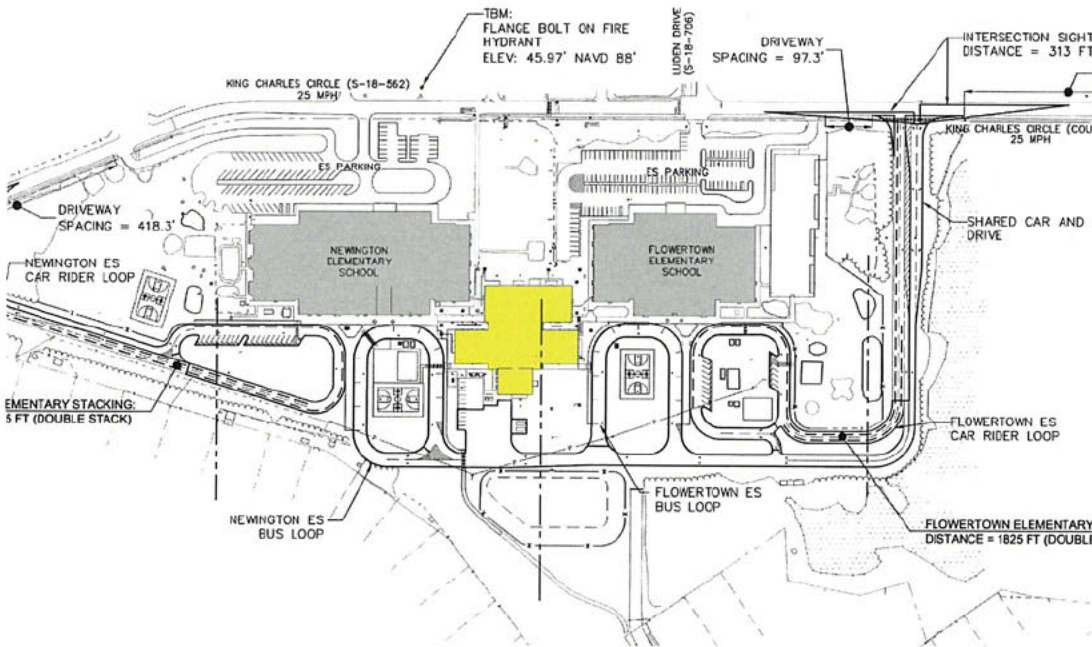 TBM:
FLANGE BOLT ON FIRE
HYDRANT
ELEV: 45.97' NAVD 88'
KING CHARLES CIRCLE (S-18-562)
25 MPH
LUDEN DRIVE
(S-18-706)
DRIVEWAY
SPACING = 97.3'
INTERSECTION SIGHT
DISTANCE = 313 FT
KING CHARLES CIRCLE (CO
25 MPH
ES PARKING
ES PARKING
DRIVEWAY
SPACING = 418.3'
SHARED CAR AND
DRIVE
NEWINGTON
ELEMENTARY
SCHOOL
FLOWERTOWN
ELEMENTARY
SCHOOL
NEWINGTON ES
CAR RIDER LOOP
EMENTARY STACKING:
5 FT (DOUBLE STACK)
FLOWERTOWN ES
CAR RIDER LOOP
NEWINGTON ES
BUS LOOP
FLOWERTOWN ES
BUS LOOP
FLOWERTOWN ELEMENTARY
DISTANCE = 1825 FT (DOUBLE